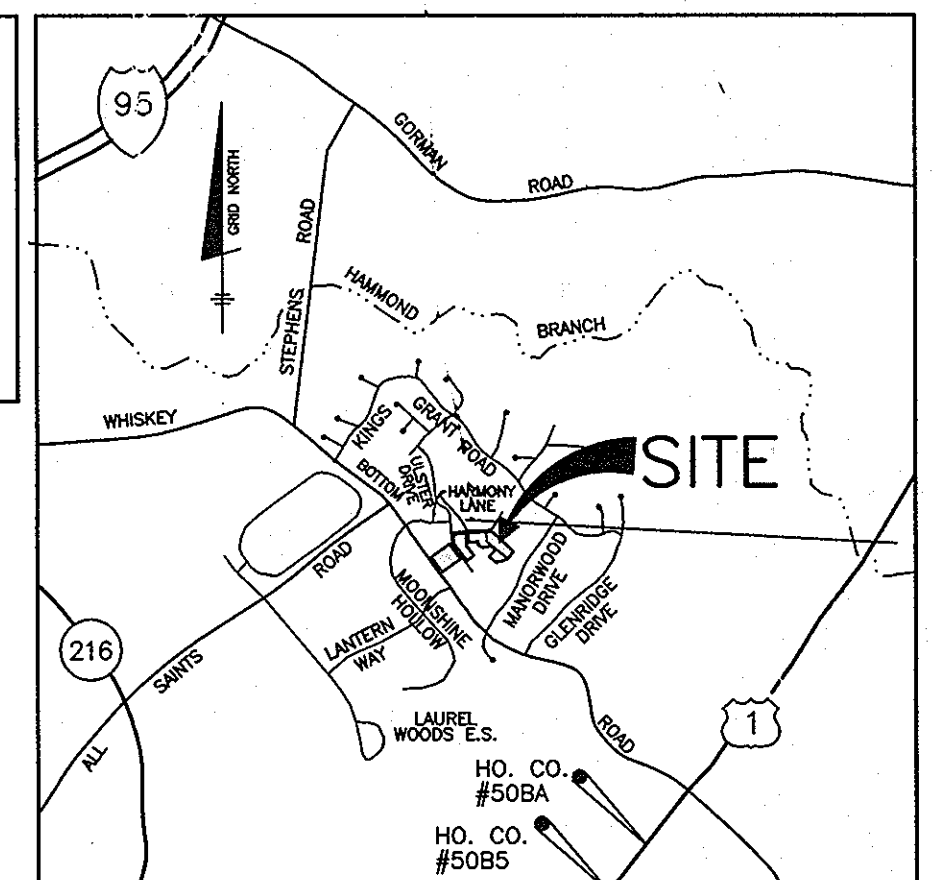 95
GORMAN
ROAD
GRID NORTH
STEPHENS ROAD
HAMMOND
BRANCH
WHISKEY
BOTTOM
ROAD
KINGS
GRANT
ROAD
ULSTER
DRIVE
HARMONY
LANE
SITE
MANORWOOD
DRIVE
GLENRIDGE
DRIVE
MOONSHINE
HOLLOW
LANTERN
WAY
ALL
SAINTS
ROAD
216
LAUREL
WOODS E.S.
1
HO. CO.
#50BA
HO. CO.
#50B5